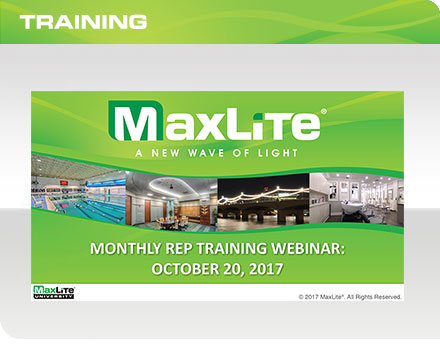 TRAINING
MAXLITE®
A NEW WAVE OF LIGHT
MONTHLY REP TRAINING WEBINAR:
OCTOBER 20, 2017
MAXLITE
UNIVERSITY
© 2017 MaxLite®. All Rights Reserved.